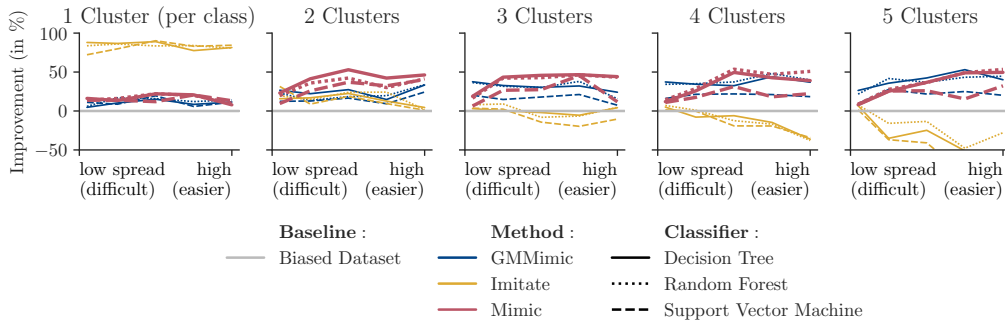 1 Cluster (per class) 2 Clusters 3 Clusters 4 Clusters 5 Clusters
Improvement (in %)
100
50
0
−50
low spread high low spread high low spread high low spread high low spread high
(difficult) (easier) (difficult) (easier) (difficult) (easier) (difficult) (easier) (difficult) (easier)
Baseline : Method : Classifier :
Biased Dataset GMMimic Decision Tree
Imitate Random Forest
Mimic Support Vector Machine